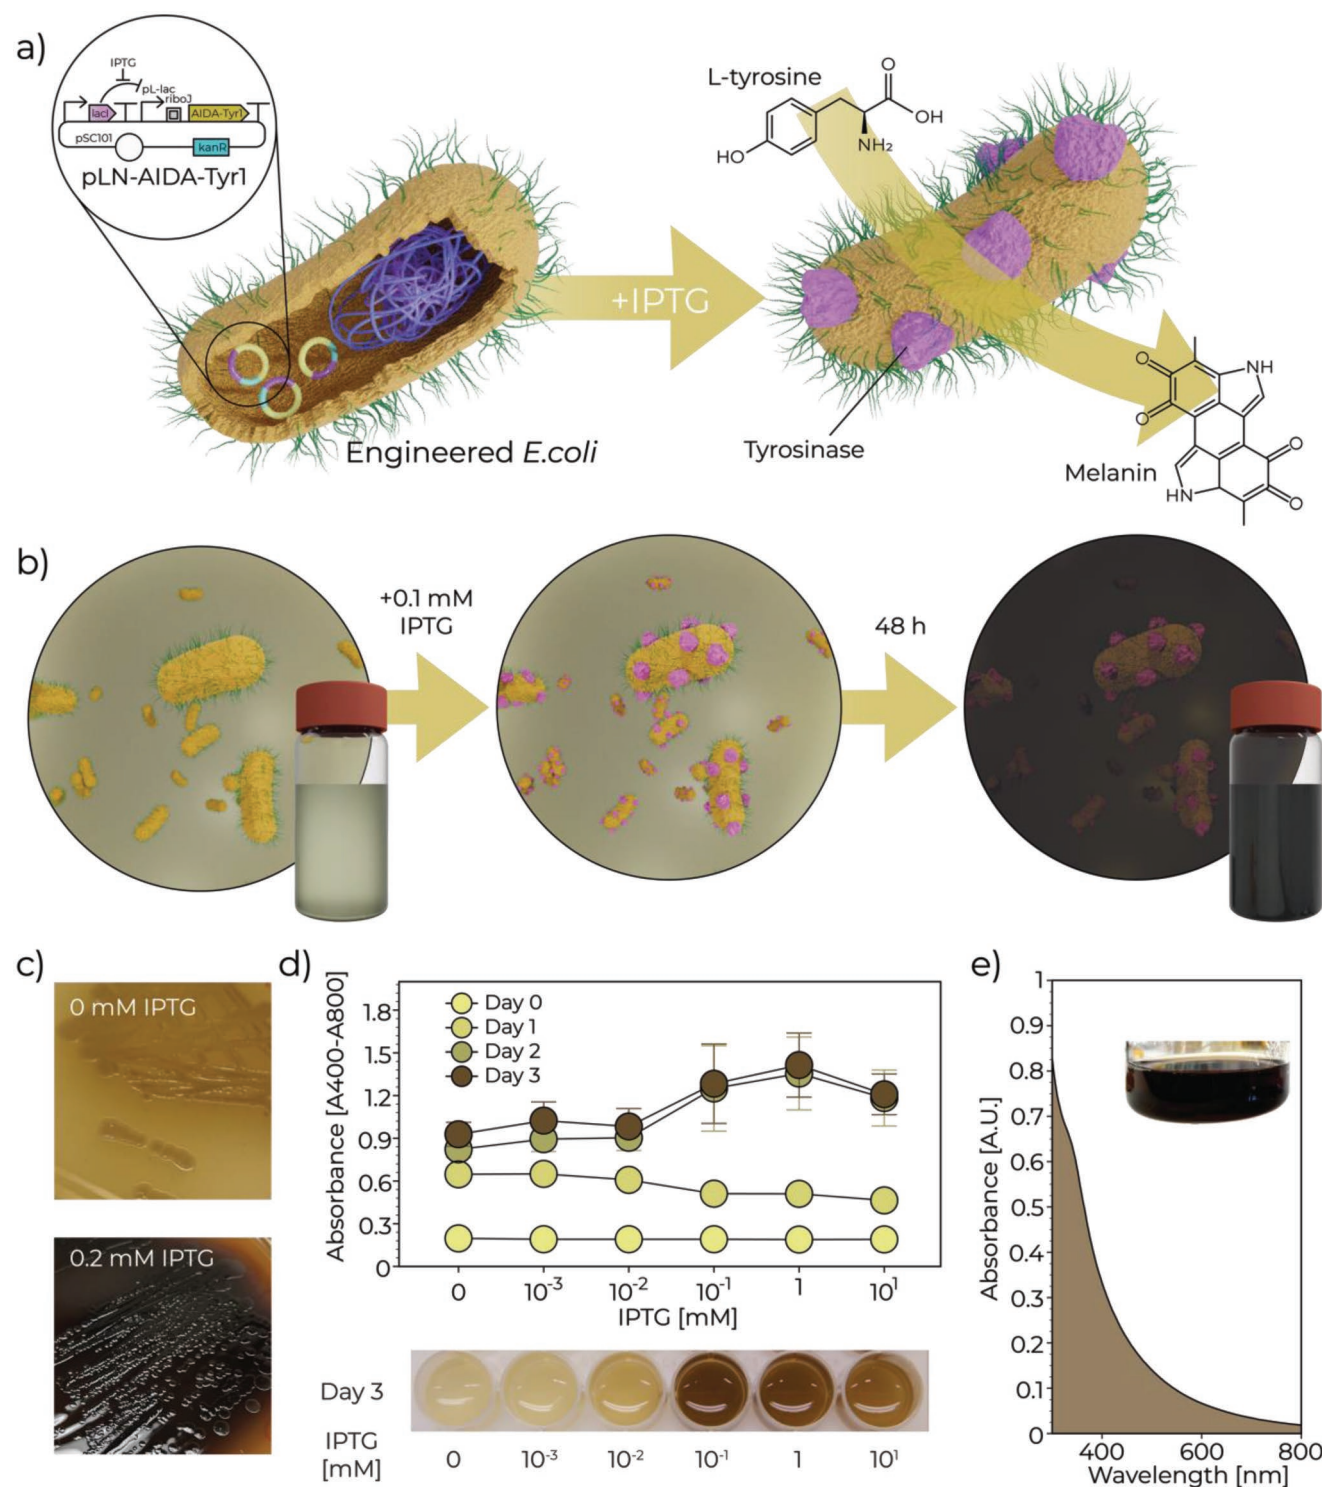 a)
IPTG
pL-lac
riboJ
lacI
AIDA-Tyr1
pSC101
kanR
pLN-AIDA-Tyr1
Engineered E.coli
+IPTG
L-tyrosine
O
OH
NH₂
HO
Tyrosinase
Melanin
NH
O
O
O
O
HN
b)
+0.1 mM
IPTG
48 h
c)
0 mM IPTG
0.2 mM IPTG
d)
Absorbance [A400-A800]
1.8
1.5
1.2
0.9
0.6
0.3
0
Day 0
Day 1
Day 2
Day 3
0 10⁻³ 10⁻² 10⁻¹ 1 10¹
IPTG [mM]
Day 3
IPTG
[mM]
0 10⁻³ 10⁻² 10⁻¹ 1 10¹
e)
Absorbance [A.U.]
1
0.9
0.8
0.7
0.6
0.5
0.4
0.3
0.2
0.1
0
400 600 800
Wavelength [nm]